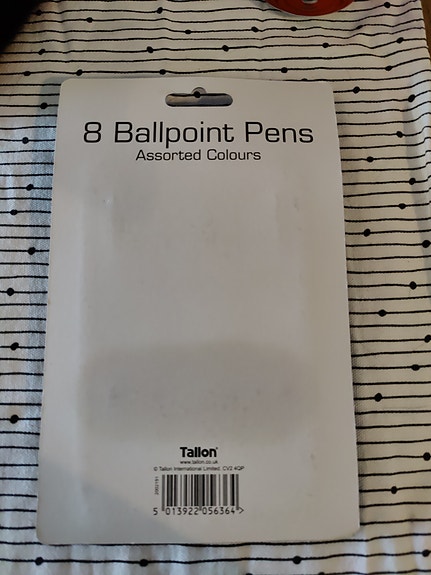 8 Ballpoint Pens
Assorted Colours
Tallon®
www.tallon.co.uk
© Tallon International Limited. CV2 4QP
5 013922 056364 >